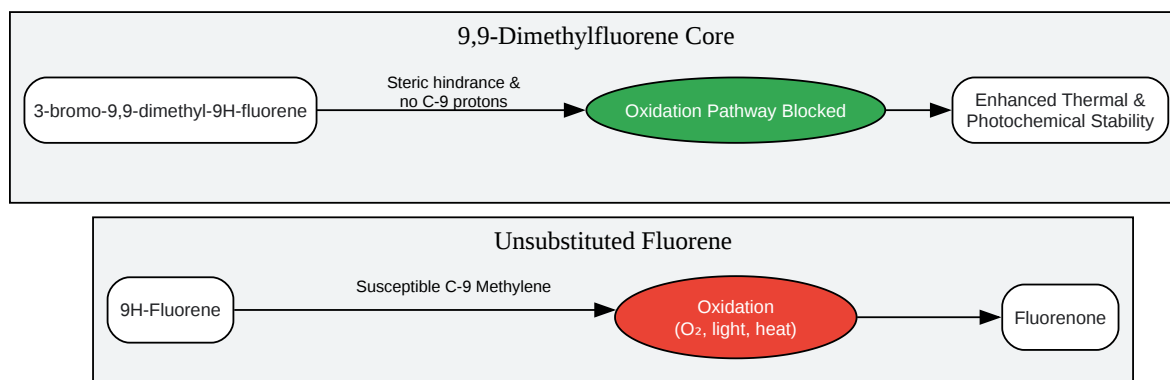 9,9-Dimethylfluorene Core
3-bromo-9,9-dimethyl-9H-fluorene
Steric hindrance &
no C-9 protons
Oxidation Pathway Blocked
Enhanced Thermal &
Photochemical Stability
Unsubstituted Fluorene
9H-Fluorene
Susceptible C-9 Methylene
Oxidation
(O₂, light, heat)
Fluorenone